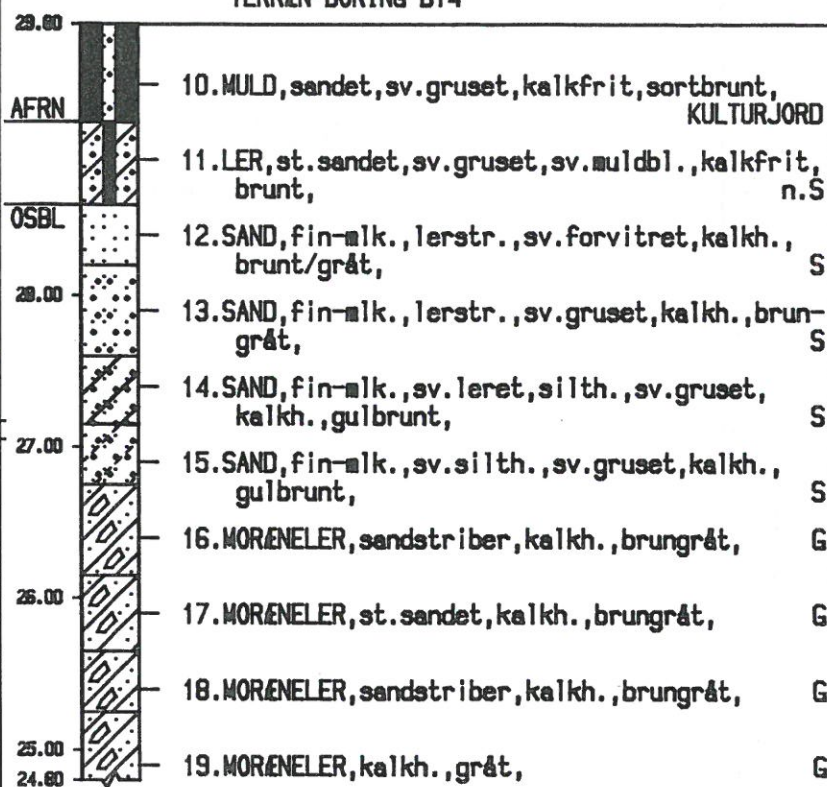 TERRÆN BORING B14
29.80
10.MULD,sandet,sv.gruset,kalkfrit,sortbrunt,
AFRN
KULTURJORD
11.LER,st.sandet,sv.gruset,sv.muldbl.,kalkfrit,
brunt, n.S
OSBL
12.SAND,fin-mlk.,lerstr.,sv.forvitret,kalkh.,
brunt/gråt, S
28.00
13.SAND,fin-mlk.,lerstr.,sv.gruset,kalkh.,brun-
gråt, S
14.SAND,fin-mlk.,sv.leret,silth.,sv.gruset,
kalkh.,gulbrunt, S
27.00
15.SAND,fin-mlk.,sv.silth.,sv.gruset,kalkh.,
gulbrunt, S
16.MORÆNELER,sandstriber,kalkh.,brungråt, G
26.00
17.MORÆNELER,st.sandet,kalkh.,brungråt, G
18.MORÆNELER,sandstriber,kalkh.,brungråt, G
25.00
19.MORÆNELER,kalkh.,gråt, G
24.80